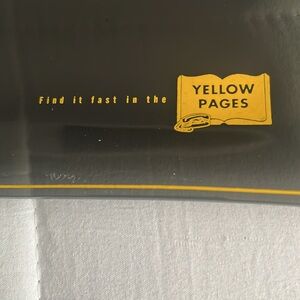 Find it fast in the
YELLOW
PAGES